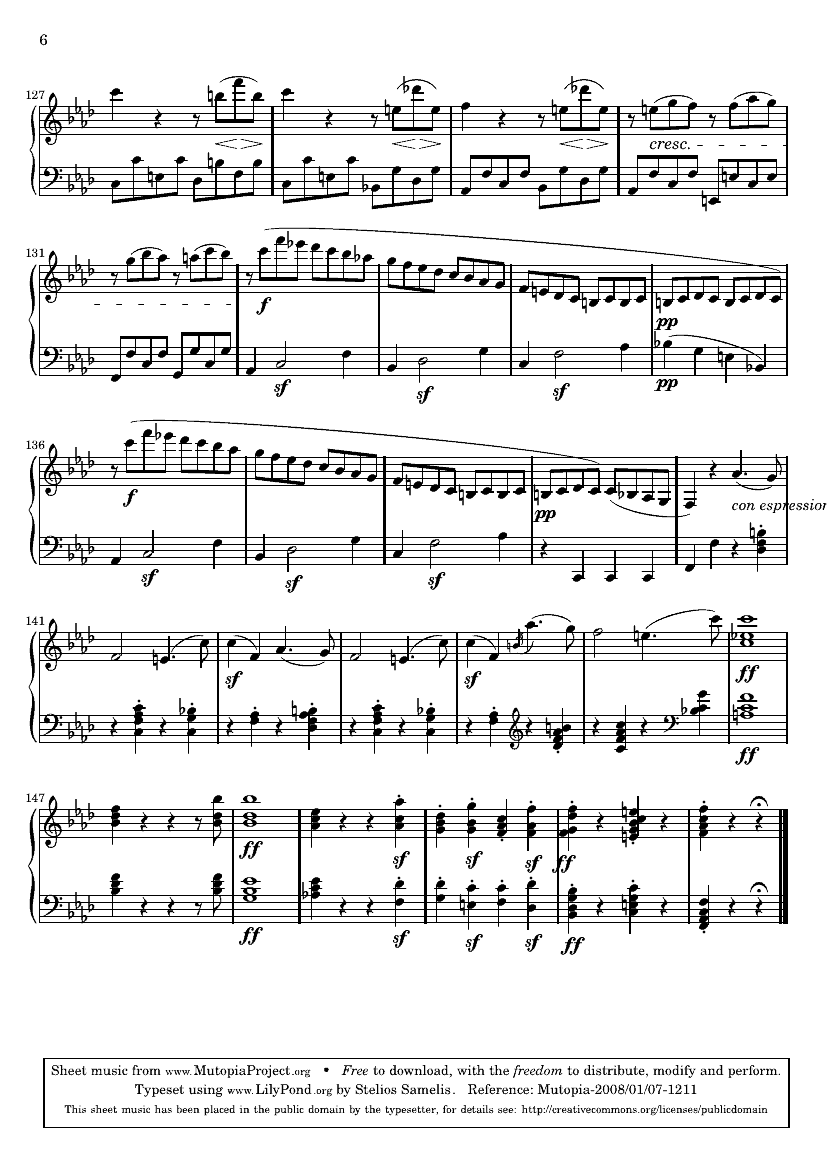 6
127
cresc.
131
f
sf
sf
sf
pp
pp
136
f
sf
sf
sf
pp
con espression
141
sf
sf
ff
ff
147
ff
sf
sf
sf
ff
ff
sf
sf
sf
ff
Sheet music from www.MutopiaProject.org • Free to download, with the freedom to distribute, modify and perform.
Typeset using www.LilyPond.org by Stelios Samelis. Reference: Mutopia-2008/01/07-1211
This sheet music has been placed in the public domain by the typesetter, for details see: http://creativecommons.org/licenses/publicdomain